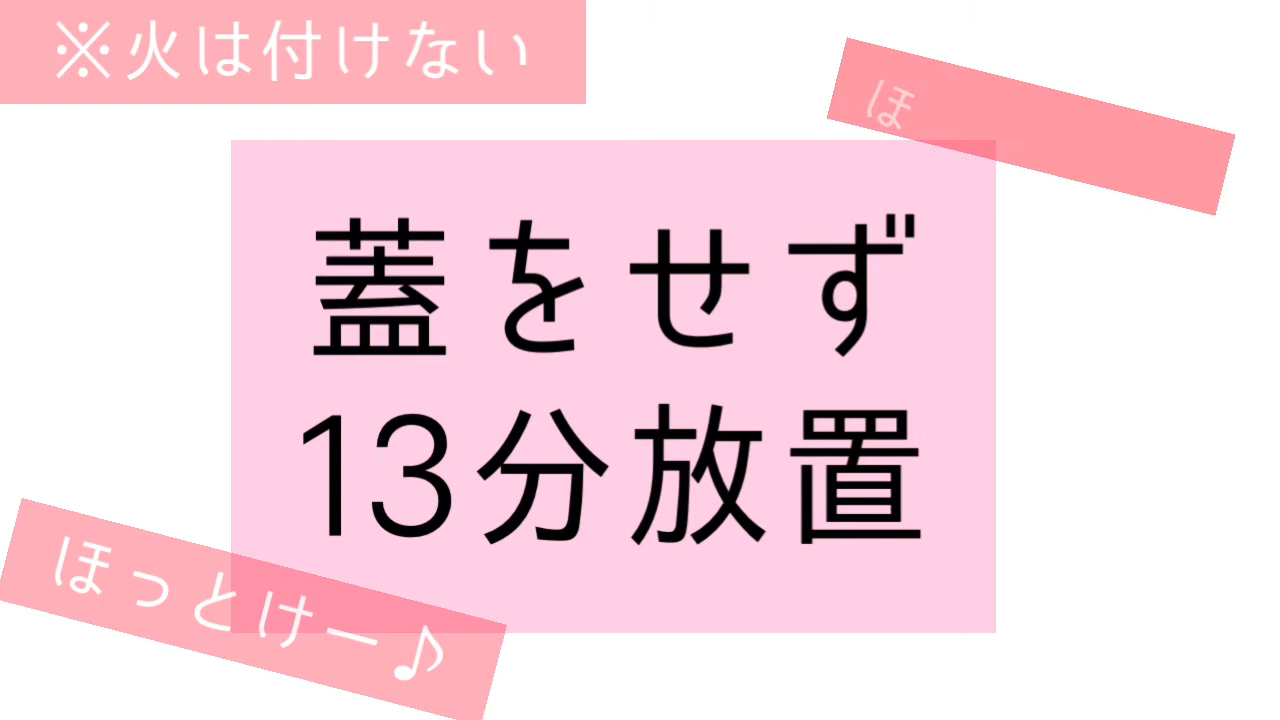 ※火は付けない
ほ
蓋をせず
13分放置
ほっとけー♪